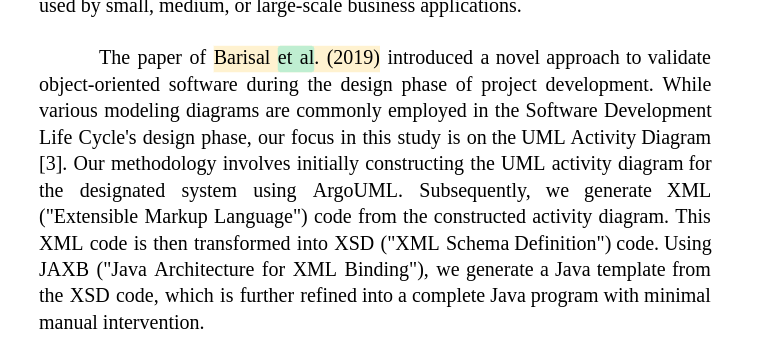 used by small, medium, or large-scale business applications.
The paper of Barisal et al. (2019) introduced a novel approach to validate
object-oriented software during the design phase of project development. While
various modeling diagrams are commonly employed in the Software Development
Life Cycle's design phase, our focus in this study is on the UML Activity Diagram
[3]. Our methodology involves initially constructing the UML activity diagram for
the designated system using ArgoUML. Subsequently, we generate XML
("Extensible Markup Language") code from the constructed activity diagram. This
XML code is then transformed into XSD ("XML Schema Definition") code. Using
JAXB ("Java Architecture for XML Binding"), we generate a Java template from
the XSD code, which is further refined into a complete Java program with minimal
manual intervention.